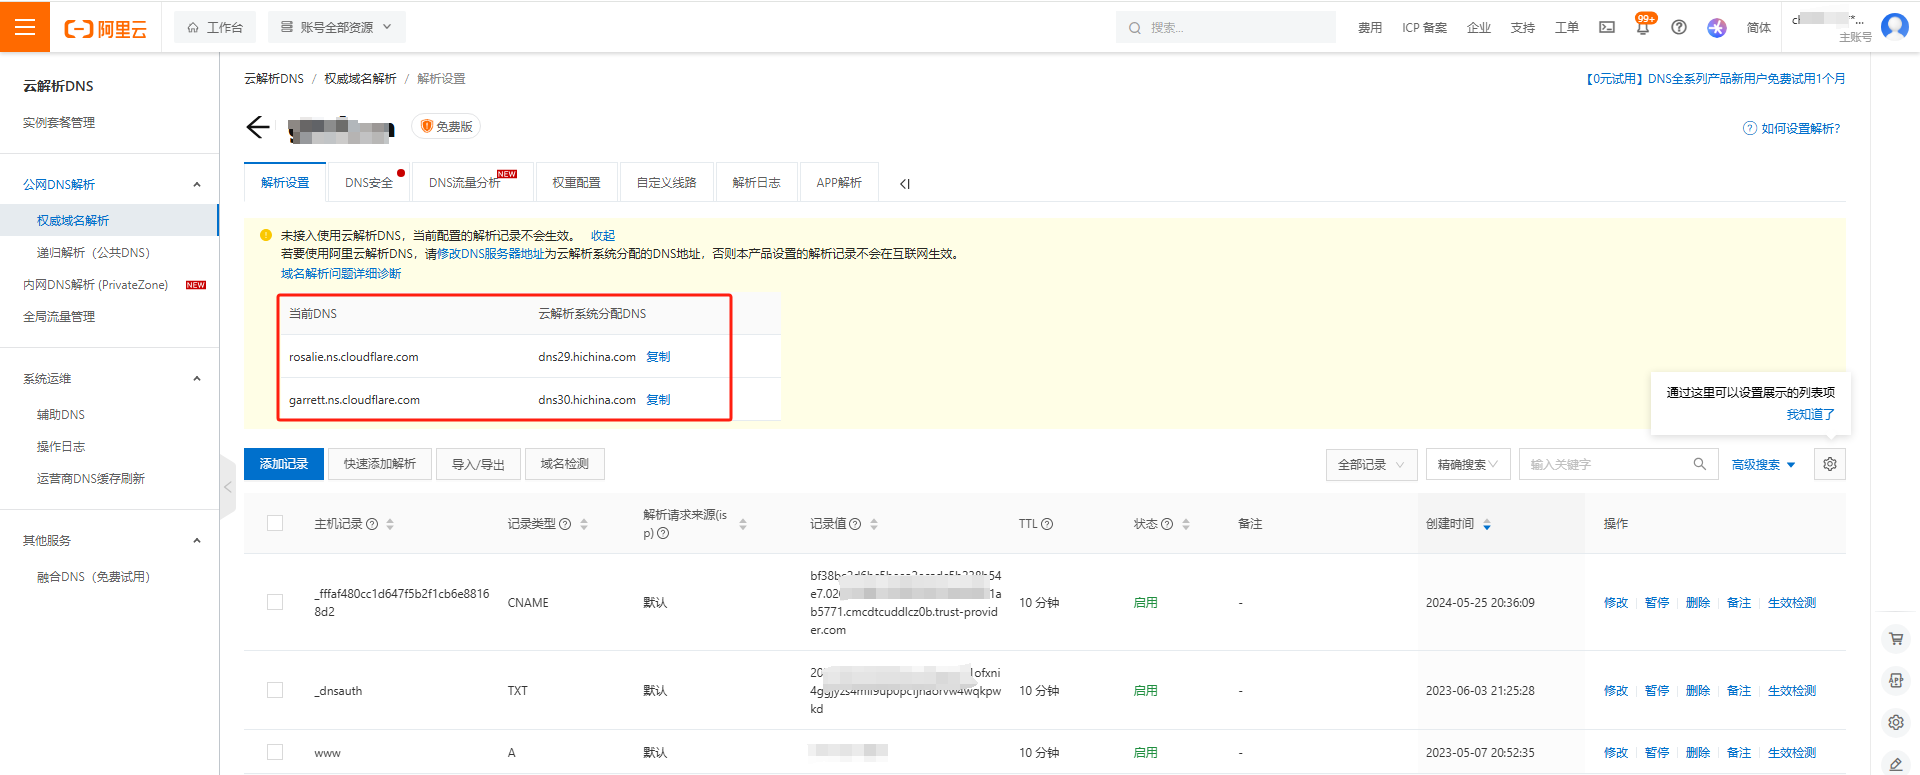 阿里云
工作台
账号全部资源
搜索...
费用
ICP 备案
企业
支持
工单
99+
简体
主账号
云解析DNS
实例套餐管理
公网DNS解析
权威域名解析
递归解析（公共DNS）
内网DNS解析 (PrivateZone) NEW
全局流量管理
系统运维
辅助DNS
操作日志
运营商DNS缓存刷新
其他服务
融合DNS（免费试用）
云解析DNS / 权威域名解析 / 解析设置
【0元试用】DNS全系列产品新用户免费试用1个月
免费版
如何设置解析?
解析设置
DNS安全
DNS流量分析 NEW
权重配置
自定义线路
解析日志
APP解析
未接入使用云解析DNS，当前配置的解析记录不会生效。 收起
若要使用阿里云解析DNS，请修改DNS服务器地址为云解析系统分配的DNS地址，否则本产品设置的解析记录不会在互联网生效。
域名解析问题详细诊断
当前DNS 云解析系统分配DNS
rosalie.ns.cloudflare.com dns29.hichina.com 复制
garrett.ns.cloudflare.com dns30.hichina.com 复制
通过这里可以设置展示的列表项
我知道了
添加记录 快速添加解析 导入/导出 域名检测
全部记录 精确搜索 输入关键字 高级搜索
主机记录 记录类型 解析请求来源(is
p) 记录值 TTL 状态 备注 创建时间 操作
_fffaf480cc1d647f5b2f1cb6e8816
8d2
CNAME
默认
e7.02
ab5771.cmcdtcuddlcz0b.trust-provid
er.com
10 分钟
启用
-
2024-05-25 20:36:09
修改 暂停 删除 备注 生效检测
_dnsauth
TXT
默认
20
kd
10 分钟
启用
-
2023-06-03 21:25:28
修改 暂停 删除 备注 生效检测
www
A
默认
10 分钟
启用
-
2023-05-07 20:52:35
修改 暂停 删除 备注 生效检测
APP